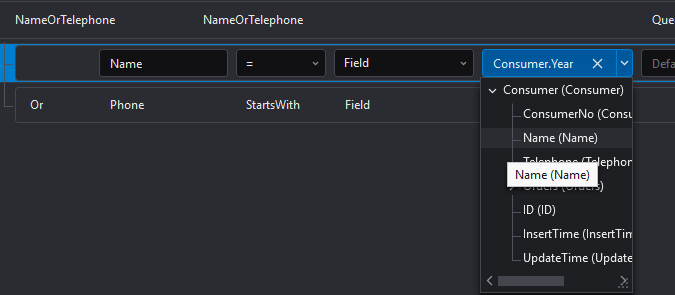 NameOrTelephone NameOrTelephone Que
Name = Field Consumer.Year Defa
Consumer (Consumer)
Or Phone StartsWith Field
ConsumerNo (Consu
Name (Name)
Telephone (Telephon
Name (Name)
Orders (Orders)
ID (ID)
InsertTime (InsertTim
UpdateTime (Update